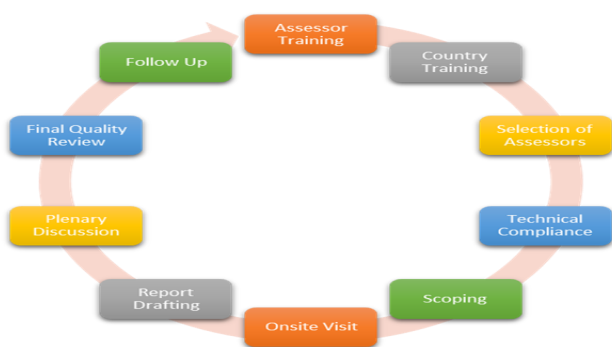 Assessor
Training
Country
Training
Selection of
Assessors
Technical
Compliance
Scoping
Onsite Visit
Report
Drafting
Plenary
Discussion
Final Quality
Review
Follow Up